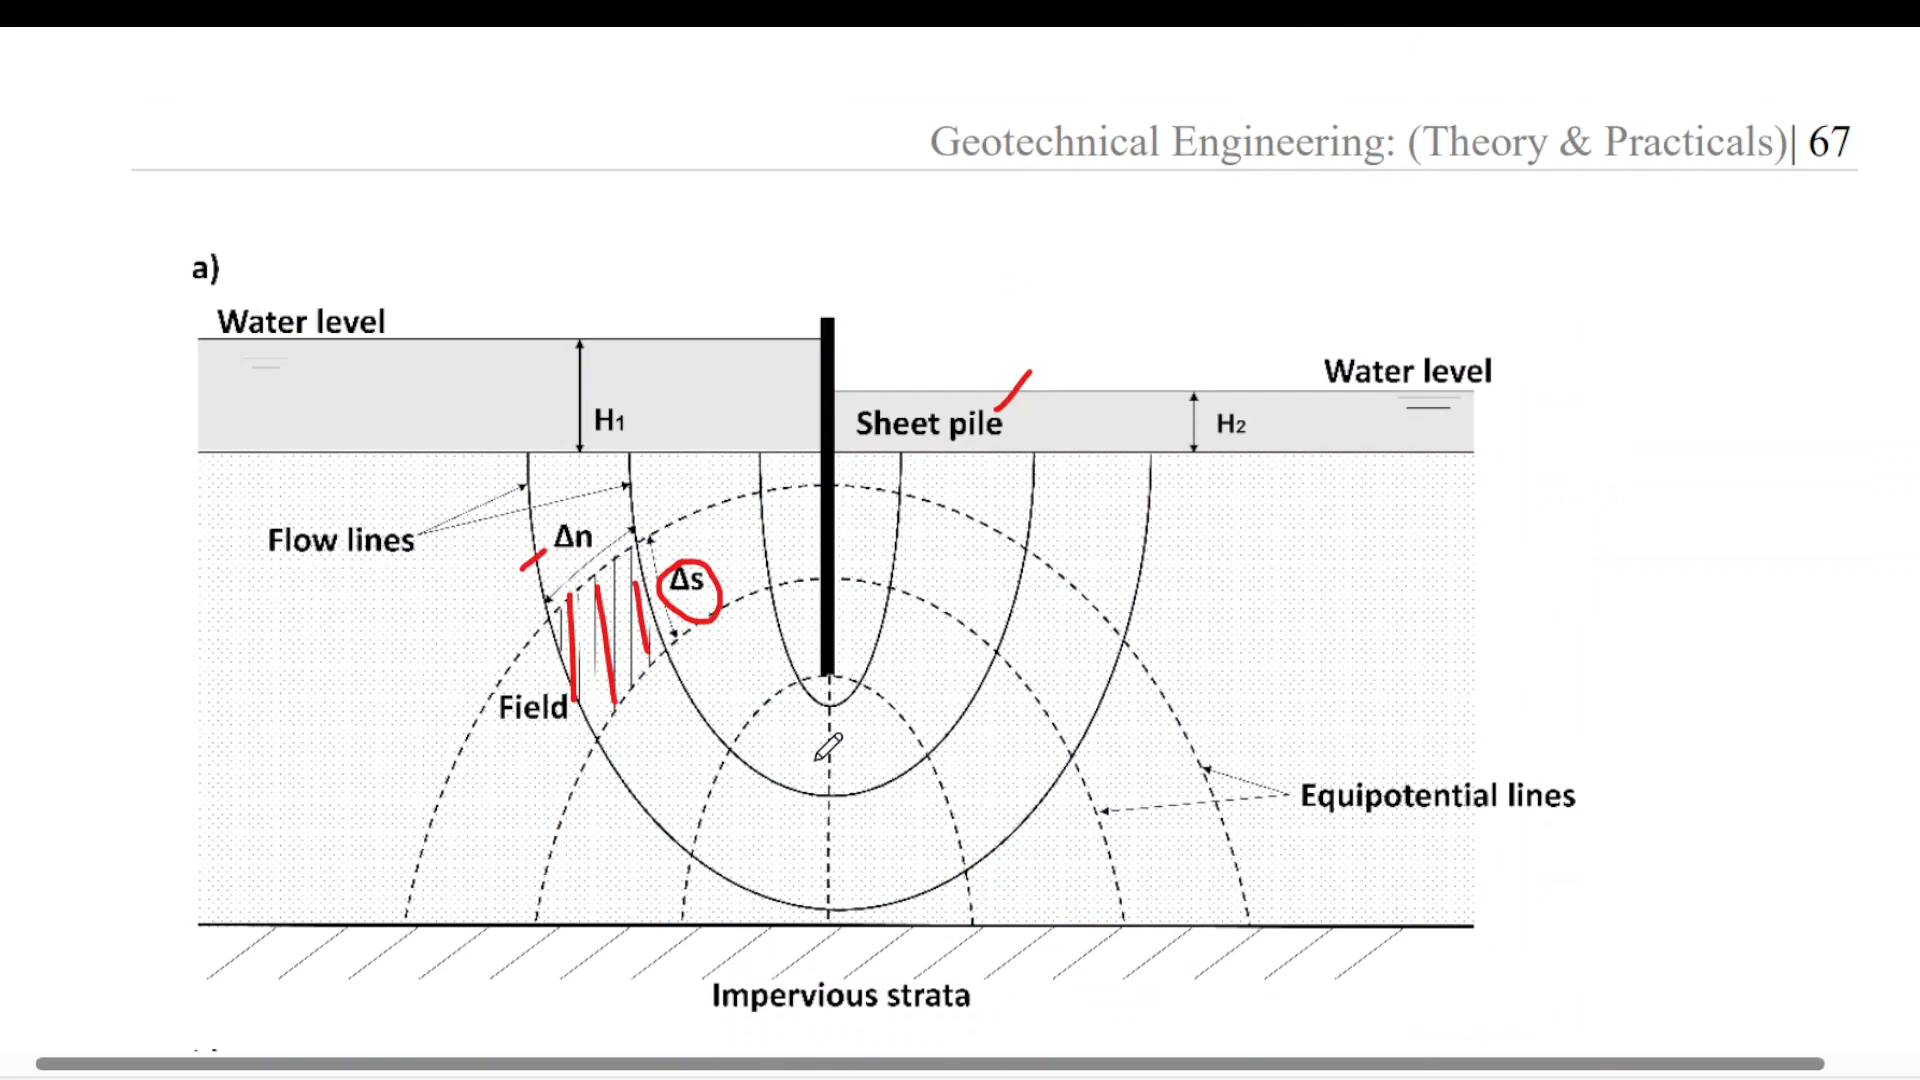 Geotechnical Engineering: (Theory & Practicals)| 67
a)
Water level
Water level
H₁
Sheet pile
H₂
Flow lines
Δn
Δs
Field
Equipotential lines
Impervious strata